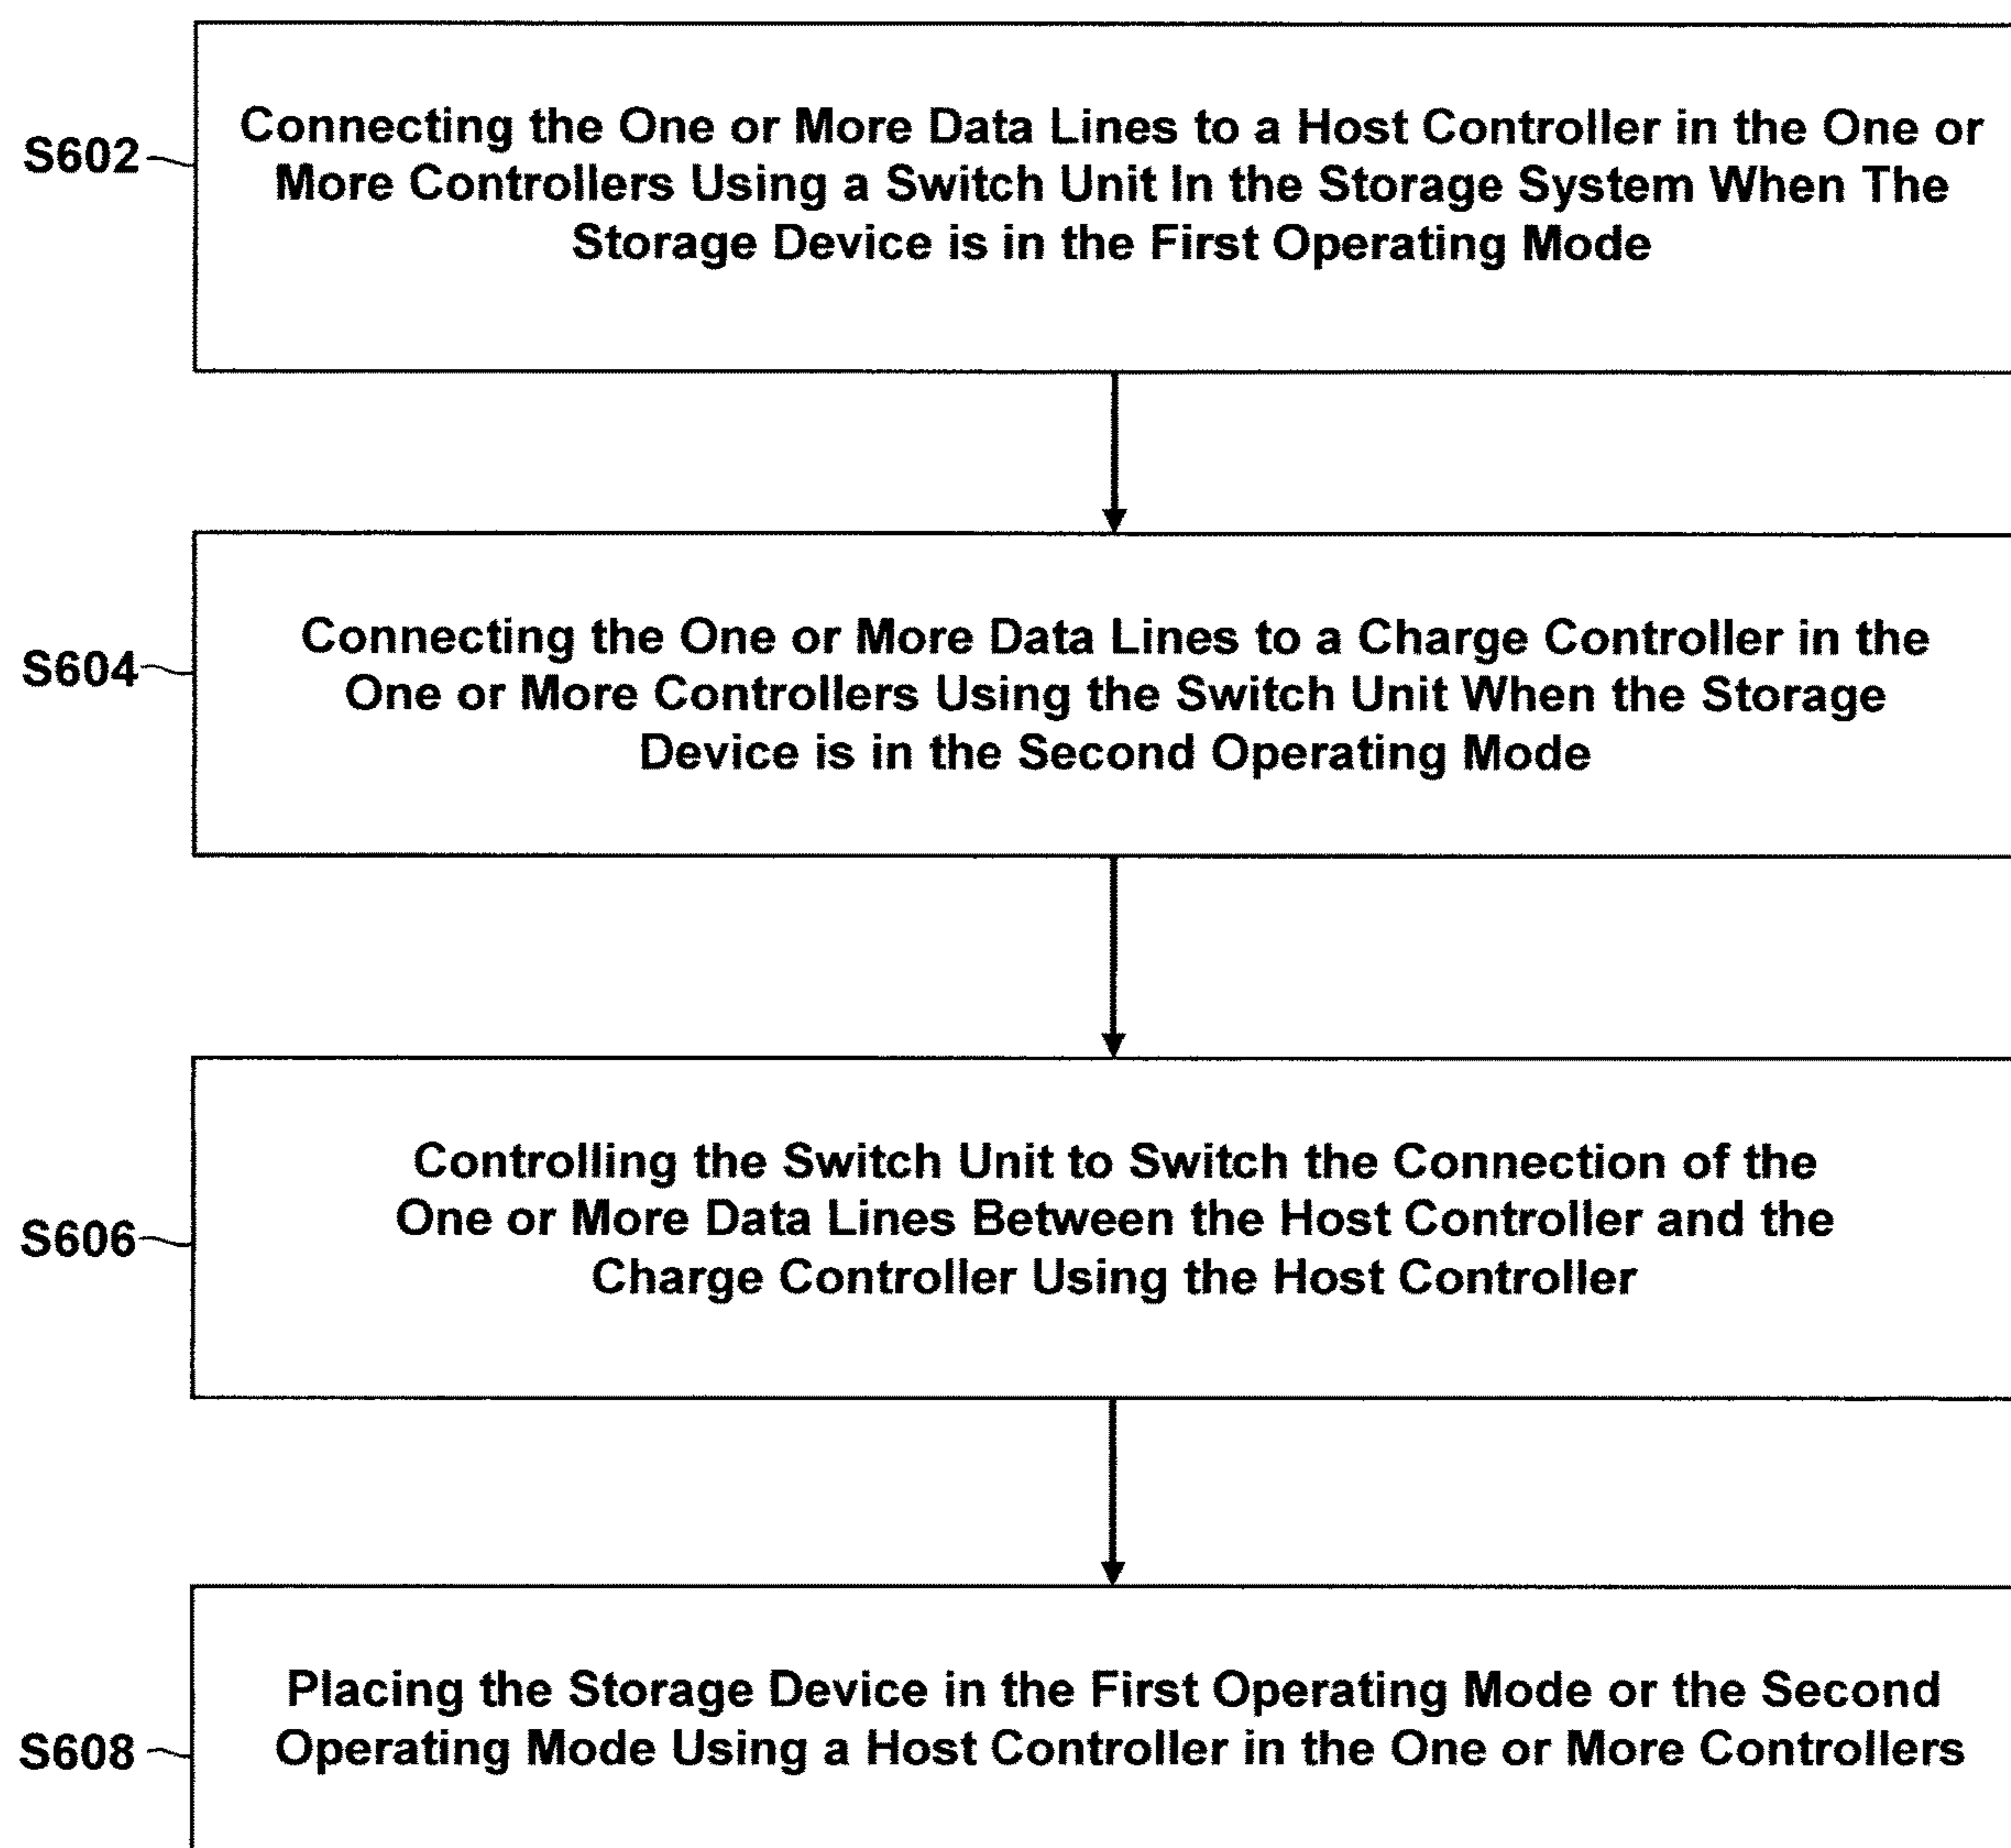 S602
Connecting the One or More Data Lines to a Host Controller in the One or
More Controllers Using a Switch Unit In the Storage System When The
Storage Device is in the First Operating Mode
S604
Connecting the One or More Data Lines to a Charge Controller in the
One or More Controllers Using the Switch Unit When the Storage
Device is in the Second Operating Mode
S606
Controlling the Switch Unit to Switch the Connection of the
One or More Data Lines Between the Host Controller and the
Charge Controller Using the Host Controller
S608
Placing the Storage Device in the First Operating Mode or the Second
Operating Mode Using a Host Controller in the One or More Controllers